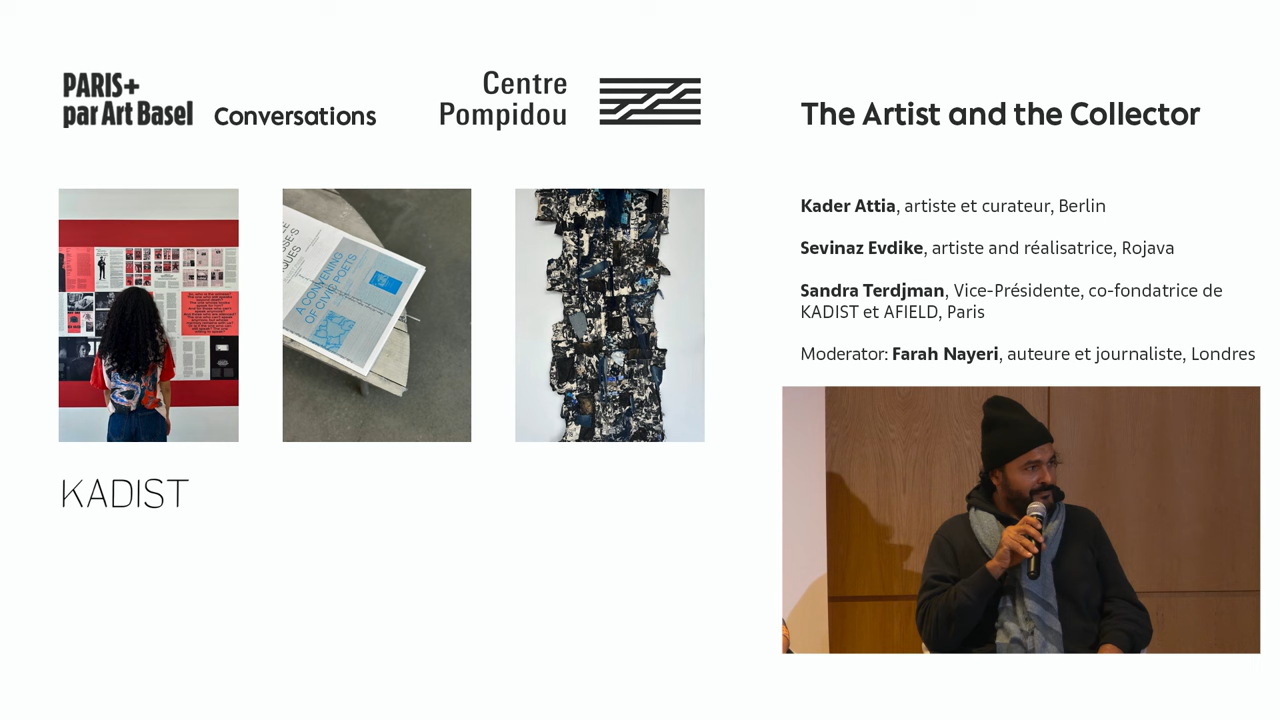 PARIS+
par Art Basel
Conversations
Centre
Pompidou
The Artist and the Collector
Kader Attia, artiste et curateur, Berlin
Sevinaz Evdike, artiste and réalisatrice, Rojava
Sandra Terdjman, Vice-Présidente, co-fondatrice de
KADIST et AFIELD, Paris
Moderator: Farah Nayeri, auteure et journaliste, Londres
A CONVENING
OF CIVIC POETS
KADIST